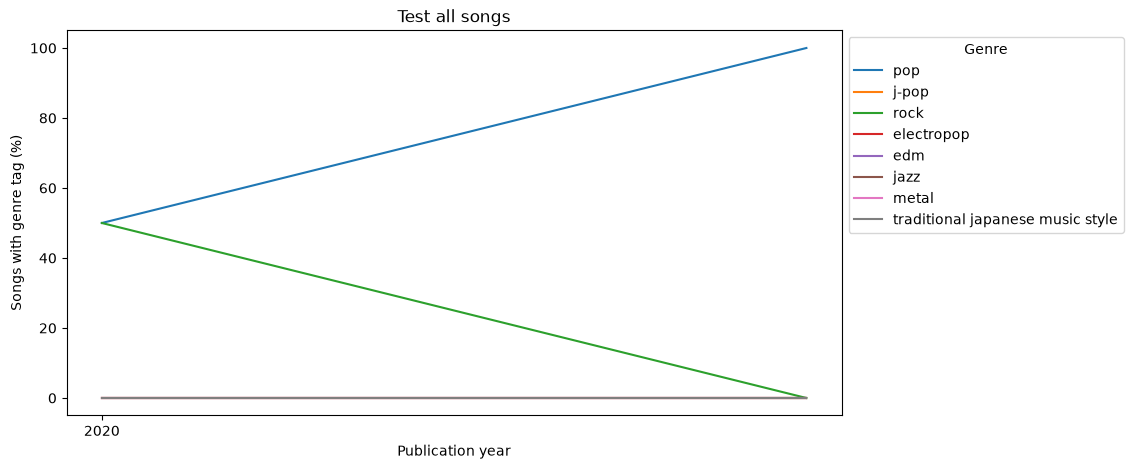 Test all songs
Songs with genre tag (%)
100
80
60
40
20
0
2020
Publication year
Genre
pop
j-pop
rock
electropop
edm
jazz
metal
traditional japanese music style